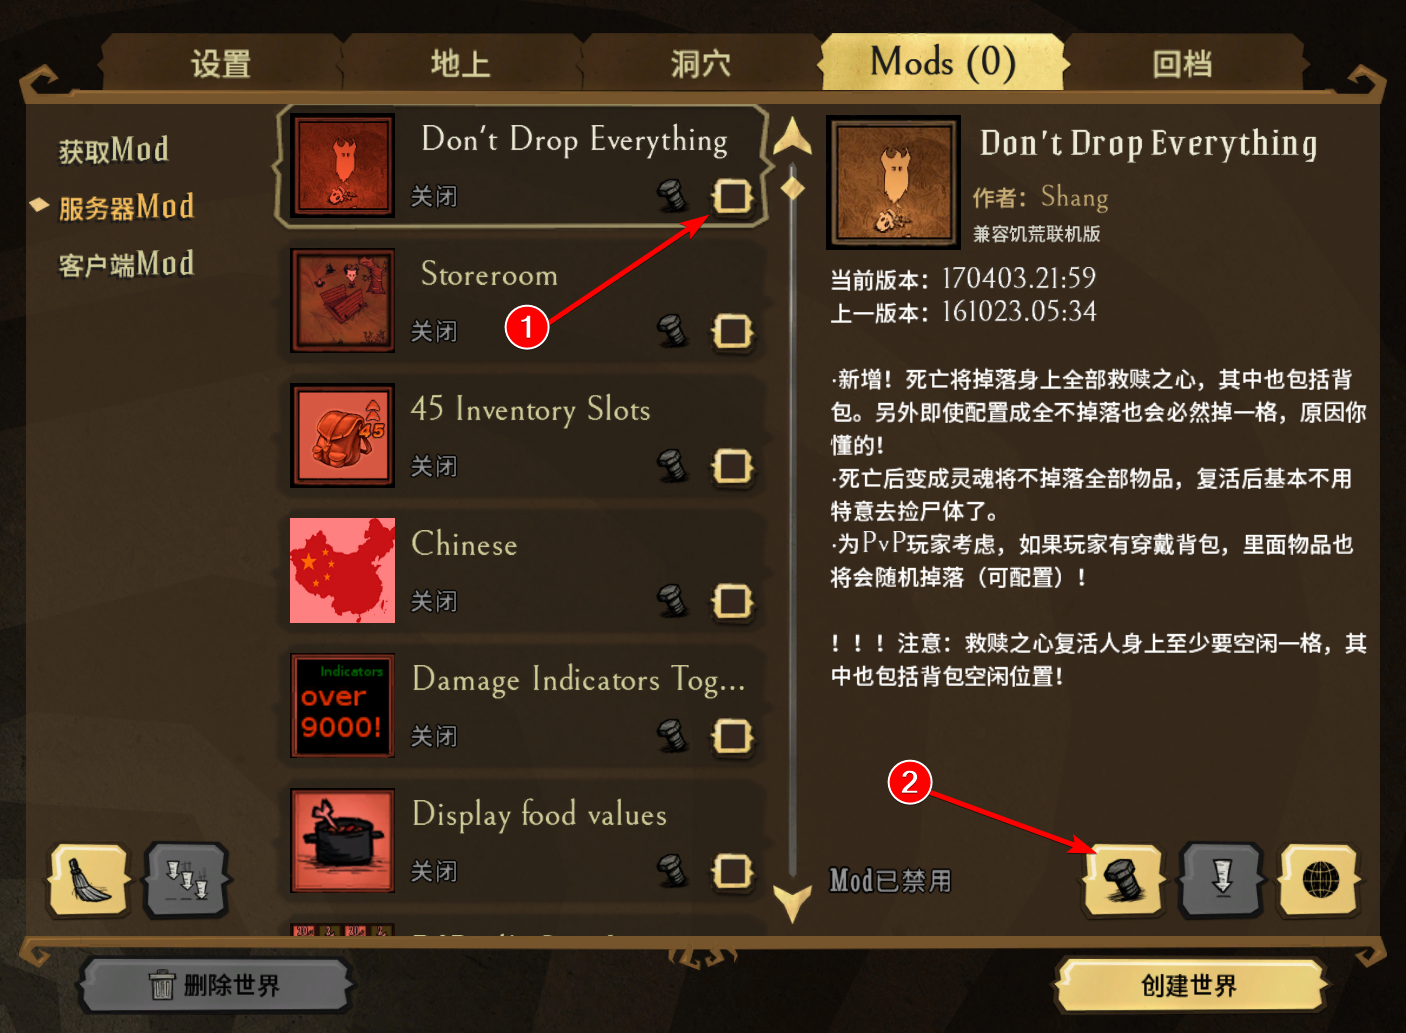 设置
地上
洞穴
Mods (0)
回档
获取Mod
服务器Mod
客户端Mod
Don't Drop Everything
关闭
1
Storeroom
关闭
45
45 Inventory Slots
关闭
Chinese
关闭
Indicators
over
9000!
Damage Indicators Tog...
关闭
Display food values
关闭
Don't Drop Everything
作者：Shang
兼容饥荒联机版
当前版本：170403.21:59
上一版本：161023.05:34
·新增！死亡将掉落身上全部救赎之心，其中也包括背
包。另外即使配置成全不掉落也会必然掉一格，原因你
懂的！
·死亡后变成灵魂将不掉落全部物品，复活后基本不用
特意去捡尸体了。
·为PvP玩家考虑，如果玩家有穿戴背包，里面物品也
将会随机掉落（可配置）！
！！！注意：救赎之心复活人身上至少要空闲一格，其
中也包括背包空闲位置！
2
Mod已禁用
删除世界
创建世界